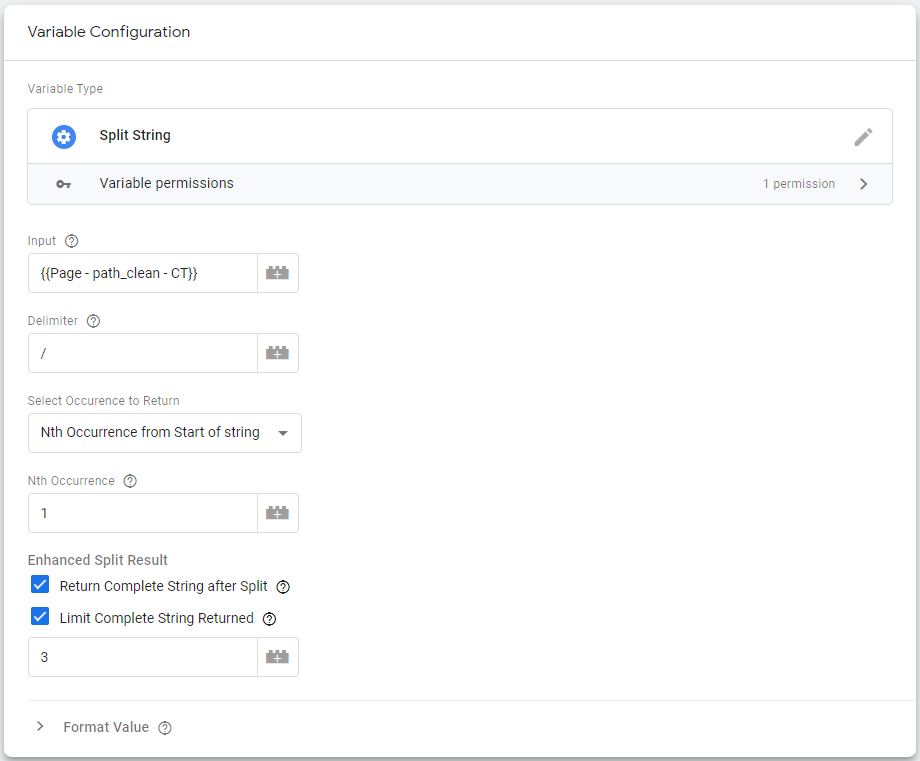 Variable Configuration
Variable Type
Split String
Variable permissions 1 permission
Input
{{Page - path_clean - CT}}
Delimiter
/
Select Occurence to Return
Nth Occurrence from Start of string
Nth Occurrence
1
Enhanced Split Result
Return Complete String after Split
Limit Complete String Returned
3
Format Value